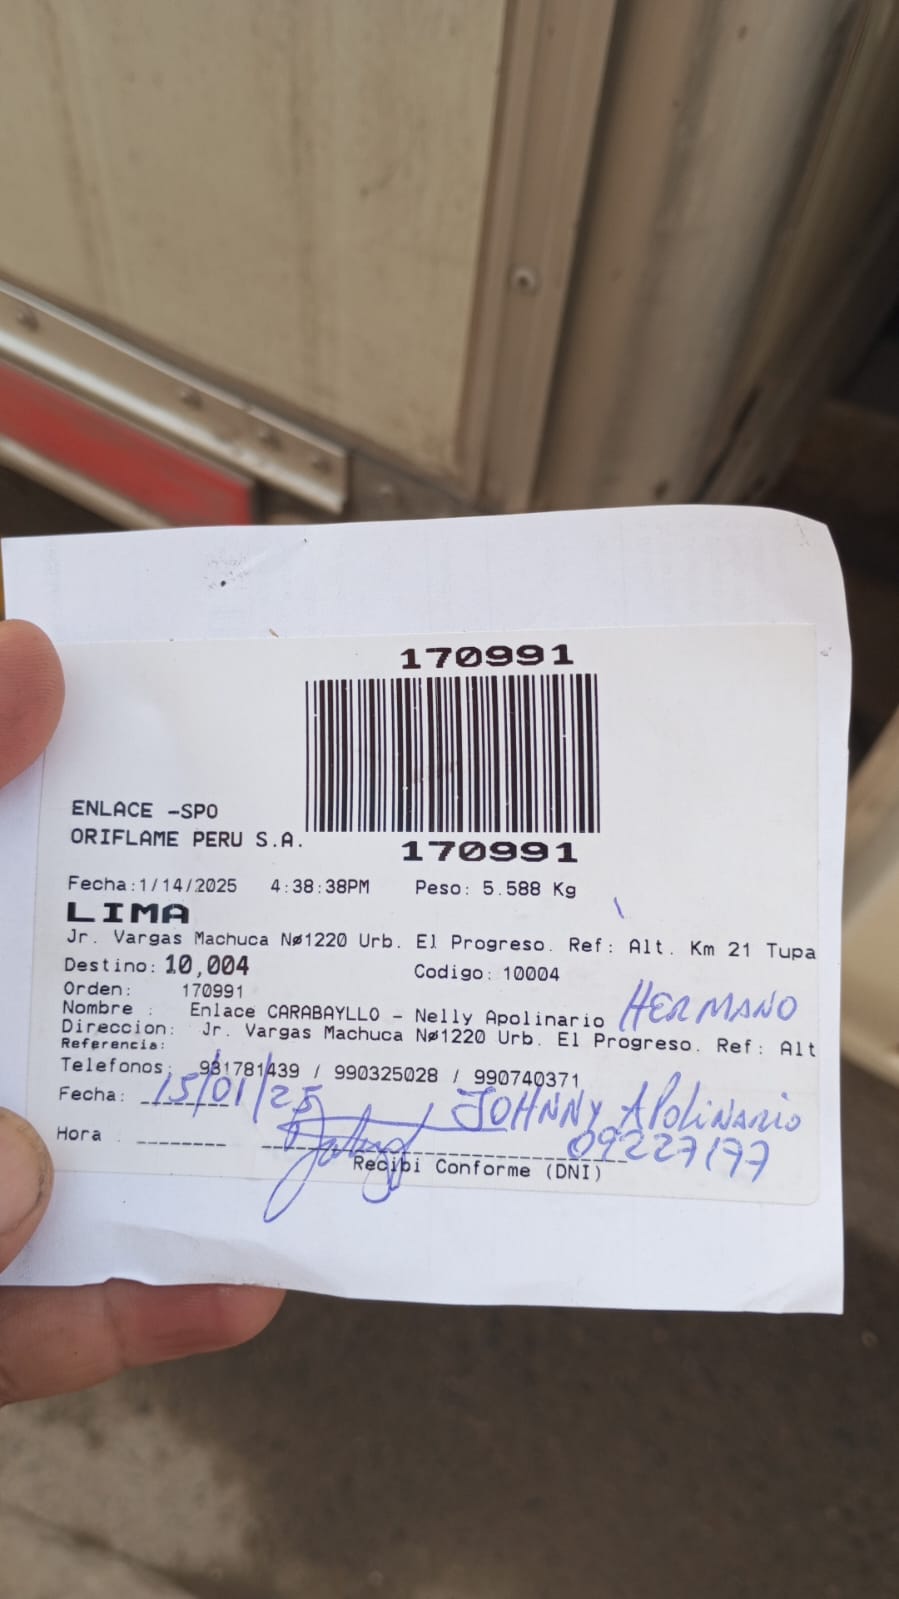 170991
ENLACE -SPO
ORIFLAME PERU S.A.
170991
Fecha:1/14/2025 4:38:38PM Peso: 5.588 Kg
LIMA
Jr. Vargas Machuca Nø1220 Urb. El Progreso. Ref: Alt. Km 21 Tupa
Destino: 10,004 Codigo: 10004
Orden: 170991
Nombre : Enlace CARABAYLLO - Nelly Apolinario HERMANO
Direccion: Jr. Vargas Machuca Nø1220 Urb. El Progreso. Ref: Alt
Referencia:
Telefonos: 981781439 / 990325028 / 990740371
Fecha: 15/01/25 JOHNNY APOLINARIO
Hora : 09227177
Recibi Conforme (DNI)